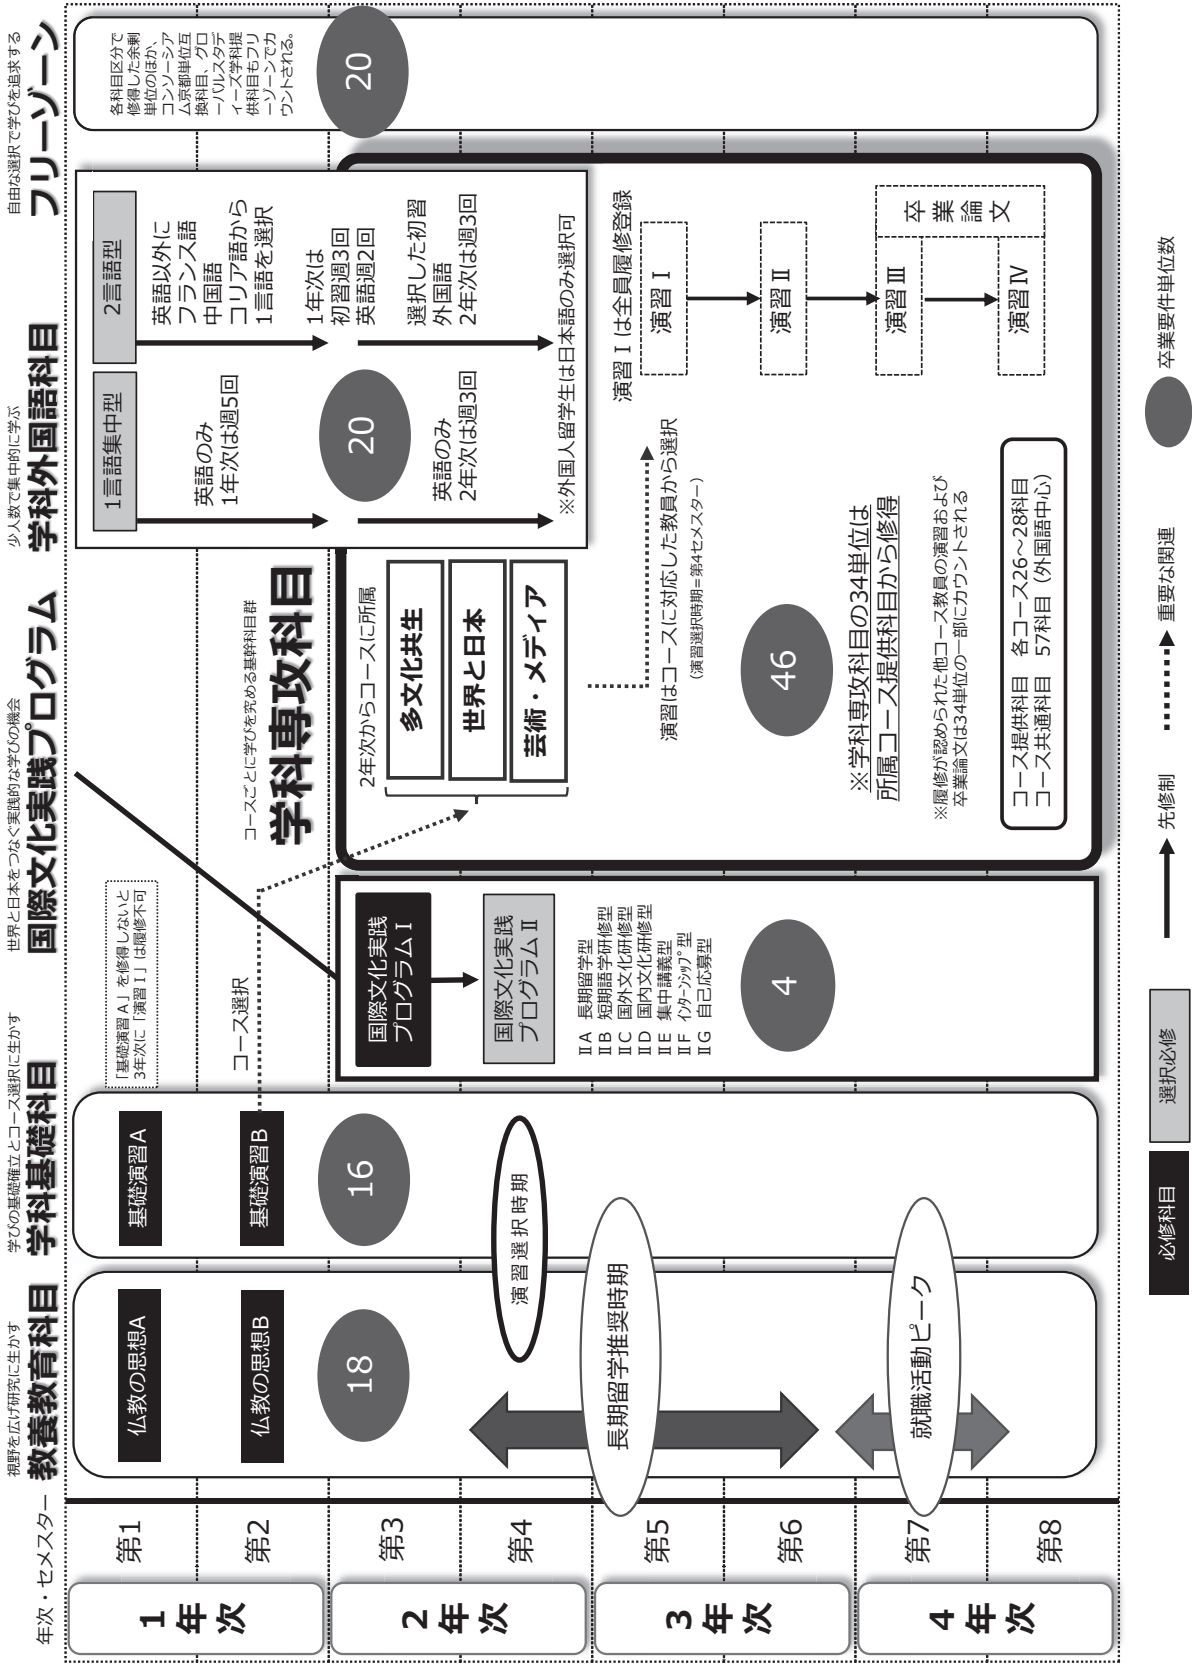 年次・セメスター
視野を広げ研究に生かす
教養教育科目
学びの基礎確立とコース選択に生かす
学科基礎科目
世界と日本をつなぐ実践的な学びの機会
国際文化実践プログラム
少人数で集中的に学ぶ
学科外国語科目
自由な選択で学びを追求する
フリーゾーン
1年次
第1
第2
2年次
第3
第4
3年次
第5
第6
4年次
第7
第8
仏教の思想A
仏教の思想B
18
長期留学推奨時期
就職活動ピーク
基礎演習A
基礎演習B
16
演習選択時期
「基礎演習A」を修得しないと
3年次に「演習Ⅰ」は履修不可
コース選択
国際文化実践
プログラムⅠ
国際文化実践
プログラムⅡ
ⅡA 長期留学型
ⅡB 短期語学研修型
ⅡC 国外文化研修型
ⅡD 国内文化研修型
ⅡE 集中講義型
ⅡF インターンシップ型
ⅡG 自己応募型
4
コースごとに学びを究める基幹科目群
学科専攻科目
2年次からコースに所属
多文化共生
世界と日本
芸術・メディア
演習はコースに対応した教員から選択
(演習選択時期=第4セメスター)
46
※学科専攻科目の34単位は
所属コース提供科目から修得
※履修が認められた他コース教員の演習および
卒業論文は34単位の一部にカウントされる
コース提供科目 各コース26~28科目
コース共通科目 57科目(外国語中心)
1言語集中型
英語のみ
1年次は週5回
20
英語のみ
2年次は週3回
2言語型
英語以外に
フランス語
中国語
コリア語から
1言語を選択
1年次は
初習週3回
英語週2回
選択した初習
外国語
2年次は週3回
※外国人留学生は日本語のみ選択可
演習Ⅰは全員履修登録
演習Ⅰ
演習Ⅱ
演習Ⅲ
演習Ⅳ
卒業論文
各科目区分で
修得した余剰
単位のほか、
コンソーシア
ム京都単位互
換科目、グロ
ーバルスタデ
ィーズ学科提
供科目もフリ
ーゾーンでカ
ウントされる。
20
必修科目
選択必修
先修制
重要な関連
卒業要件単位数